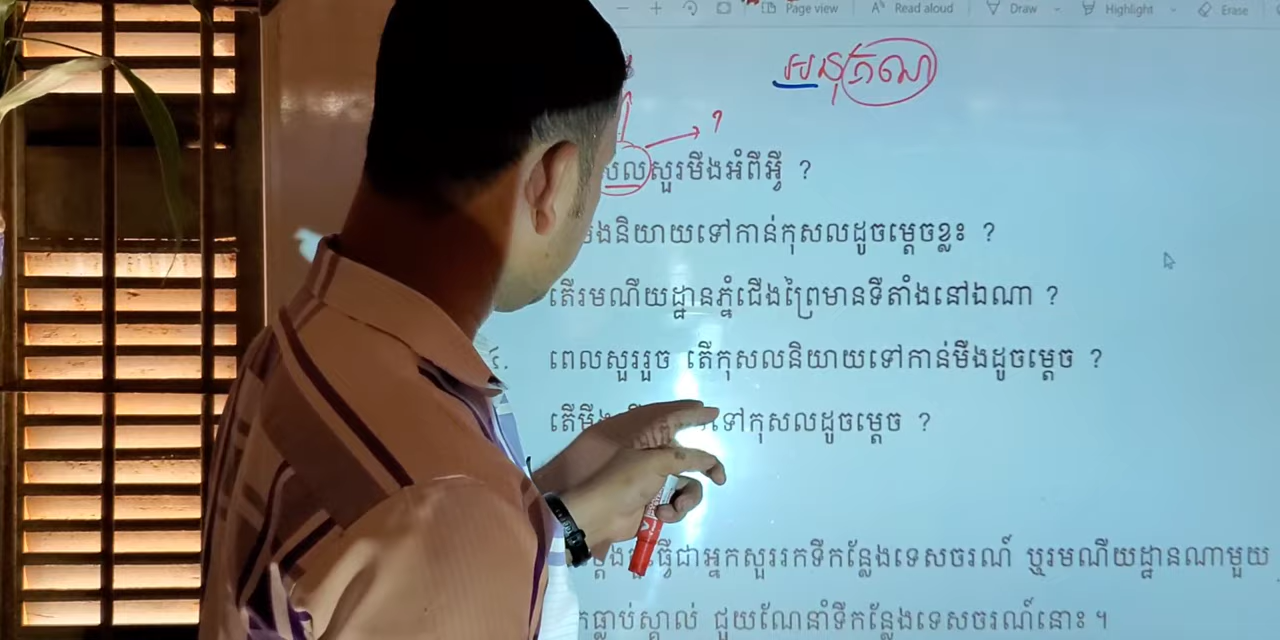 Page view Read aloud Draw Highlight Erase
អនុគណ
សលសួរមីងអំពីអ្វី ?
ងនិយាយទៅកាន់កុសលដូចម្ដេចខ្លះ ?
តើរមណីយដ្ឋានភ្នំជើងព្រៃមានទីតាំងនៅឯណា ?
៤. ពេលសួររួច តើកុសលនិយាយទៅកាន់មីងដូចម្ដេច ?
តើមីង ទៅកុសលដូចម្ដេច ?
ធ្វើជាអ្នកសួររកទីកន្លែងទេសចរណ៍ ឬរមណីយដ្ឋានណាមួយ
ធ្លាប់ស្គាល់ ជួយណែនាំទីកន្លែងទេសចរណ៍នោះ ។